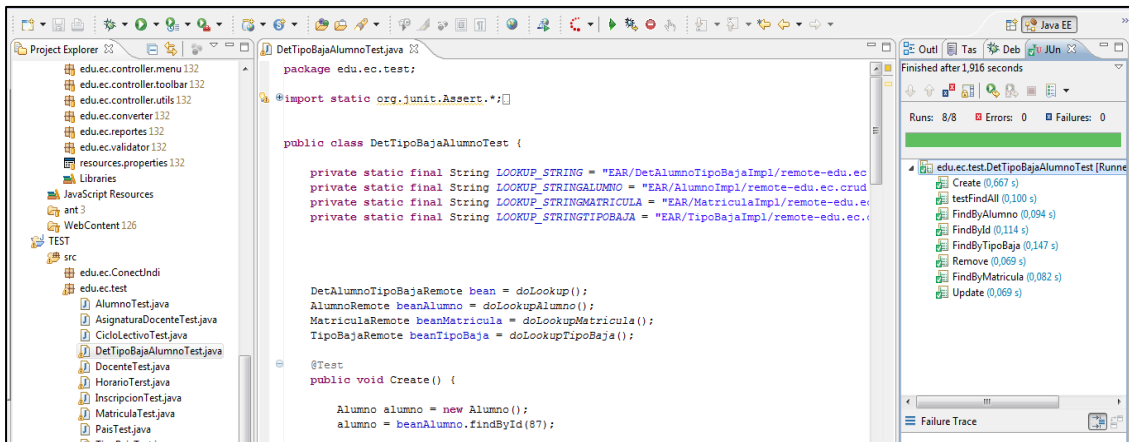 Java EE
Project Explorer
edu.ec.controller.menu 132
edu.ec.controller.toolbar 132
edu.ec.controller.utils 132
edu.ec.converter 132
edu.ec.reportes 132
edu.ec.validator 132
resources.properties 132
Libraries
JavaScript Resources
ant 3
WebContent 126
TEST
src
edu.ec.ConectJndi
edu.ec.test
AlumnoTest.java
AsignaturaDocenteTest.java
CicloLectivoTest.java
DetTipoBajaAlumnoTest.java
DocenteTest.java
HorarioTerst.java
InscripcionTest.java
MatriculaTest.java
PaisTest.java
DetTipoBajaAlumnoTest.java
package edu.ec.test;
import static org.junit.Assert.*;
public class DetTipoBajaAlumnoTest {
private static final String LOOKUP_STRING = "EAR/DetAlumnoTipoBajaImpl/remote-edu.ec
private static final String LOOKUP_STRINGALUMNO = "EAR/AlumnoImpl/remote-edu.ec.crud
private static final String LOOKUP_STRINGMATRICULA = "EAR/MatriculaImpl/remote-edu.e
private static final String LOOKUP_STRINGTIPOBAJA = "EAR/TipoBajaImpl/remote-edu.ec.
DetAlumnoTipoBajaRemote bean = doLookup();
AlumnoRemote beanAlumno = doLookupAlumno();
MatriculaRemote beanMatricula = doLookupMatricula();
TipoBajaRemote beanTipoBaja = doLookupTipoBaja();
@Test
public void Create() {
Alumno alumno = new Alumno();
alumno = beanAlumno.findById(87);
Outl Tas Deb JUn
Finished after 1,916 seconds
Runs: 8/8 Errors: 0 Failures: 0
edu.ec.test.DetTipoBajaAlumnoTest [Runne
Create (0,667 s)
testFindAll (0,100 s)
FindByAlumno (0,094 s)
FindById (0,114 s)
FindByTipoBaja (0,147 s)
Remove (0,069 s)
FindByMatricula (0,082 s)
Update (0,069 s)
Failure Trace